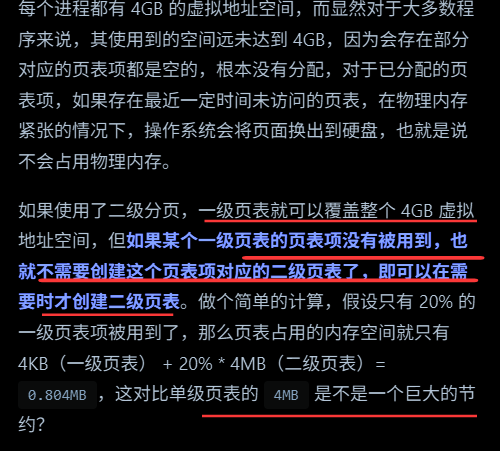 每个进程都有 4GB 的虚拟地址空间，而显然对于大多数程
序来说，其使用到的空间远未达到 4GB，因为会存在部分
对应的页表项都是空的，根本没有分配，对于已分配的页
表项，如果存在最近一定时间未访问的页表，在物理内存
紧张的情况下，操作系统会将页面换出到硬盘，也就是说
不会占用物理内存。
如果使用了二级分页，一级页表就可以覆盖整个 4GB 虚拟
地址空间，但如果某个一级页表的页表项没有被用到，也
就不需要创建这个页表项对应的二级页表了，即可以在需
要时才创建二级页表。做个简单的计算，假设只有 20% 的
一级页表项被用到了，那么页表占用的内存空间就只有
4KB（一级页表） + 20% * 4MB（二级页表）=
0.804MB ，这对比单级页表的 4MB 是不是一个巨大的节
约？